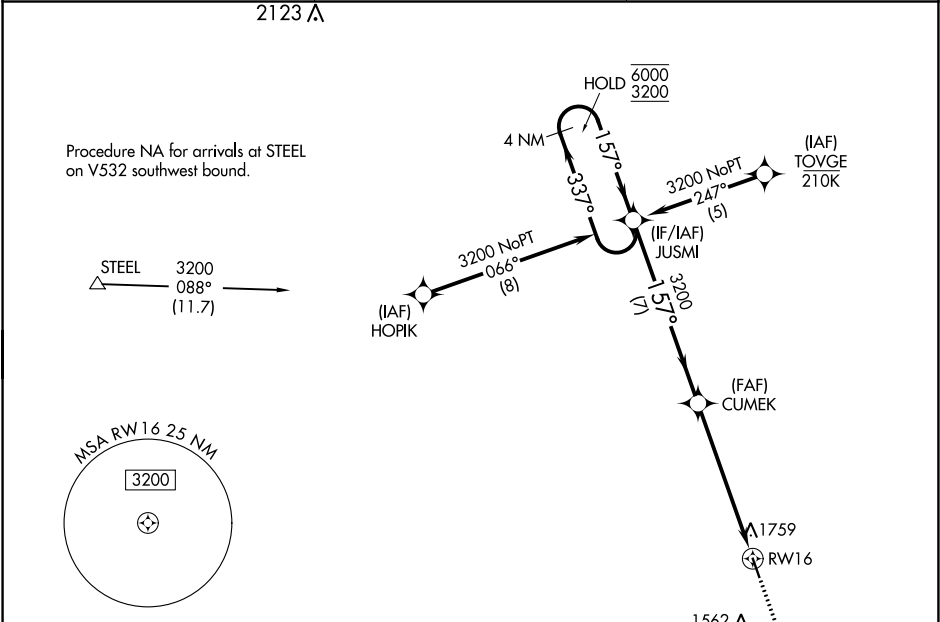 2123
HOLD 6000
3200
4 NM
157°
337°
Procedure NA for arrivals at STEEL
on V532 southwest bound.
(IAF)
TOVGE
210K
3200 NoPT
247°
(5)
(IF/IAF)
JUSMI
3200 NoPT
066°
(8)
STEEL
3200
088°
(11.7)
(IAF)
HOPIK
3200
157°
(7)
(FAF)
CUMEK
MSA RW16 25 NM
3200
1759
RW16
1562